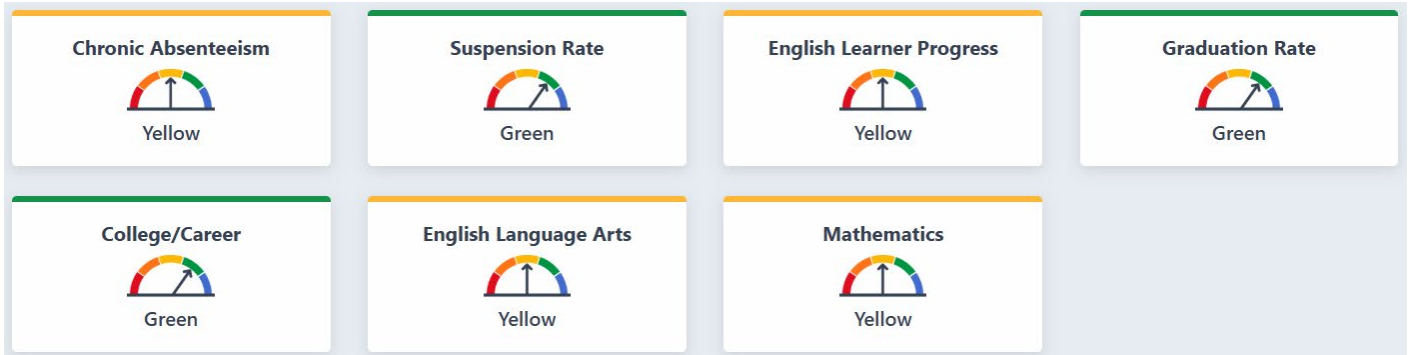 Chronic Absenteeism
Yellow
Suspension Rate
Green
English Learner Progress
Yellow
Graduation Rate
Green
College/Career
Green
English Language Arts
Yellow
Mathematics
Yellow